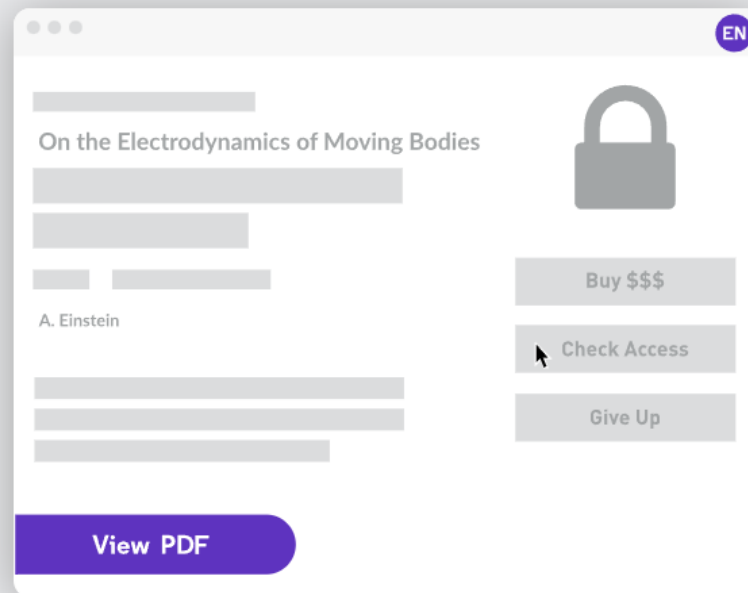 EN
On the Electrodynamics of Moving Bodies
A. Einstein
Buy $$$
Check Access
Give Up
View PDF